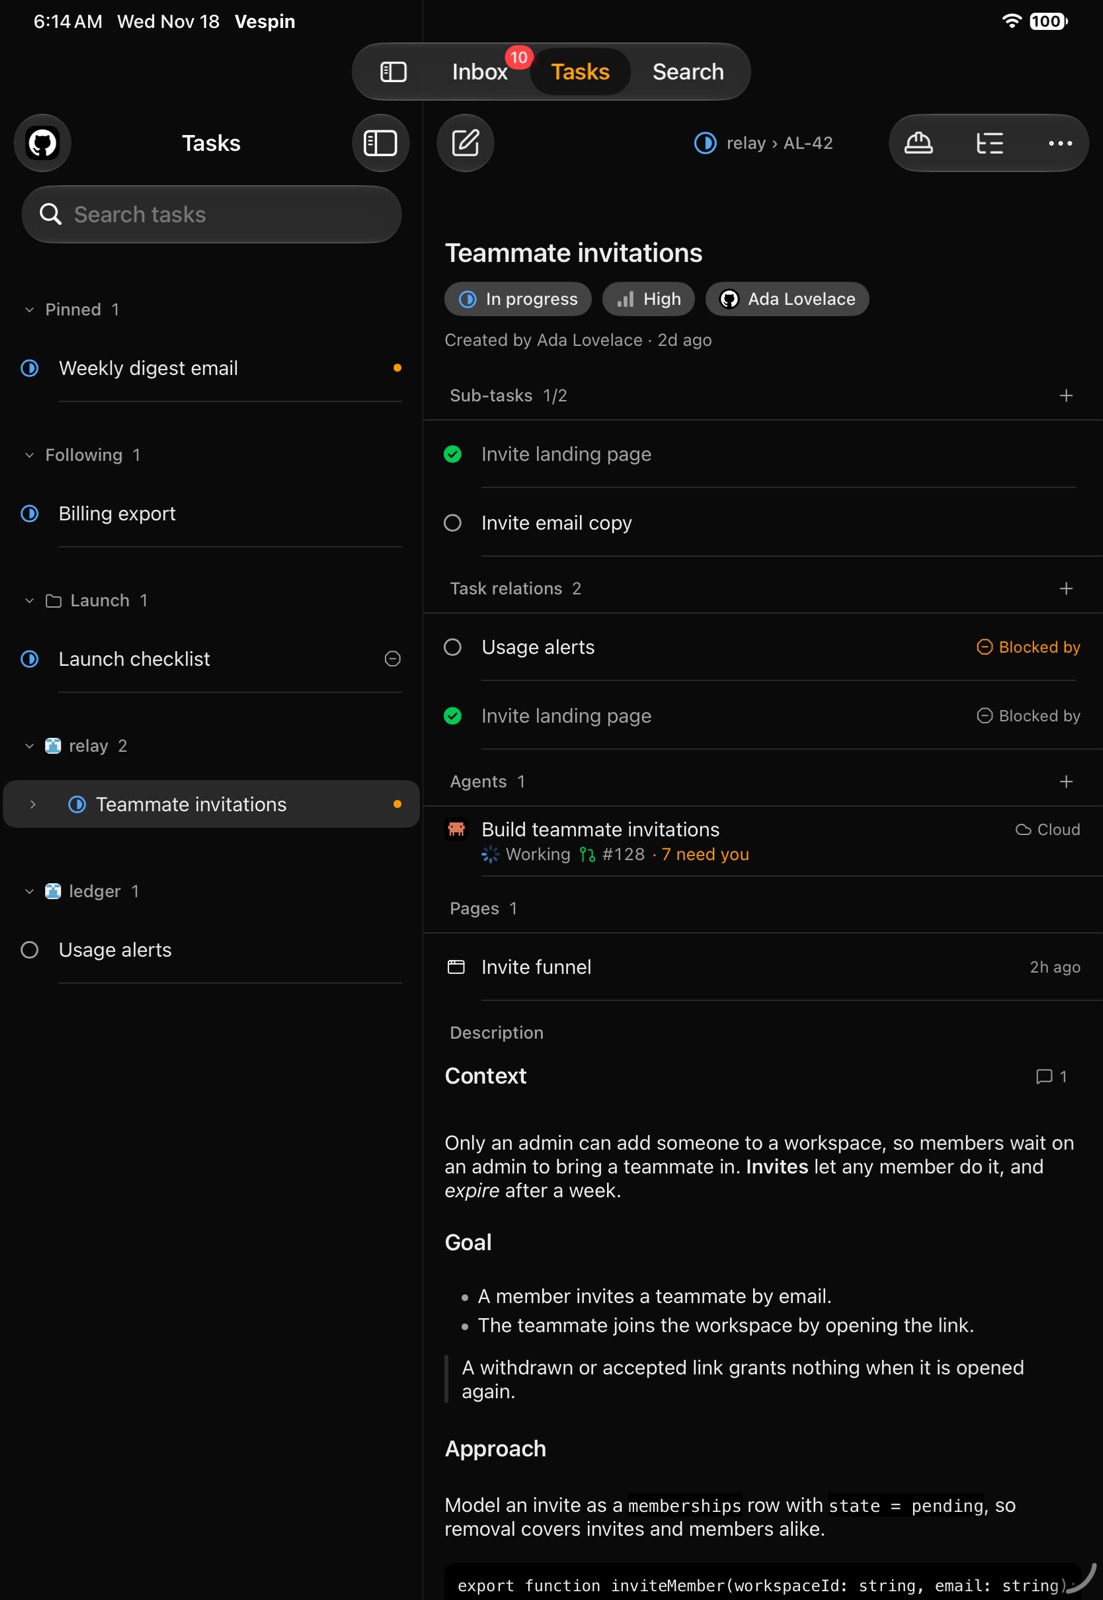 6:14 AM Wed Nov 18 Vespin
100
Inbox 10 Tasks Search
Tasks
relay › AL-42
Search tasks
Pinned 1
Weekly digest email
Following 1
Billing export
Launch 1
Launch checklist
relay 2
Teammate invitations
ledger 1
Usage alerts
Teammate invitations
In progress High Ada Lovelace
Created by Ada Lovelace · 2d ago
Sub-tasks 1/2
Invite landing page
Invite email copy
Task relations 2
Usage alerts Blocked by
Invite landing page Blocked by
Agents 1
Build teammate invitations Cloud
Working #128 · 7 need you
Pages 1
Invite funnel 2h ago
Description
Context 1
Only an admin can add someone to a workspace, so members wait on
an admin to bring a teammate in. Invites let any member do it, and
expire after a week.
Goal
• A member invites a teammate by email.
• The teammate joins the workspace by opening the link.
A withdrawn or accepted link grants nothing when it is opened
again.
Approach
Model an invite as a memberships row with state = pending, so
removal covers invites and members alike.
export function inviteMember(workspaceId: string, email: string)